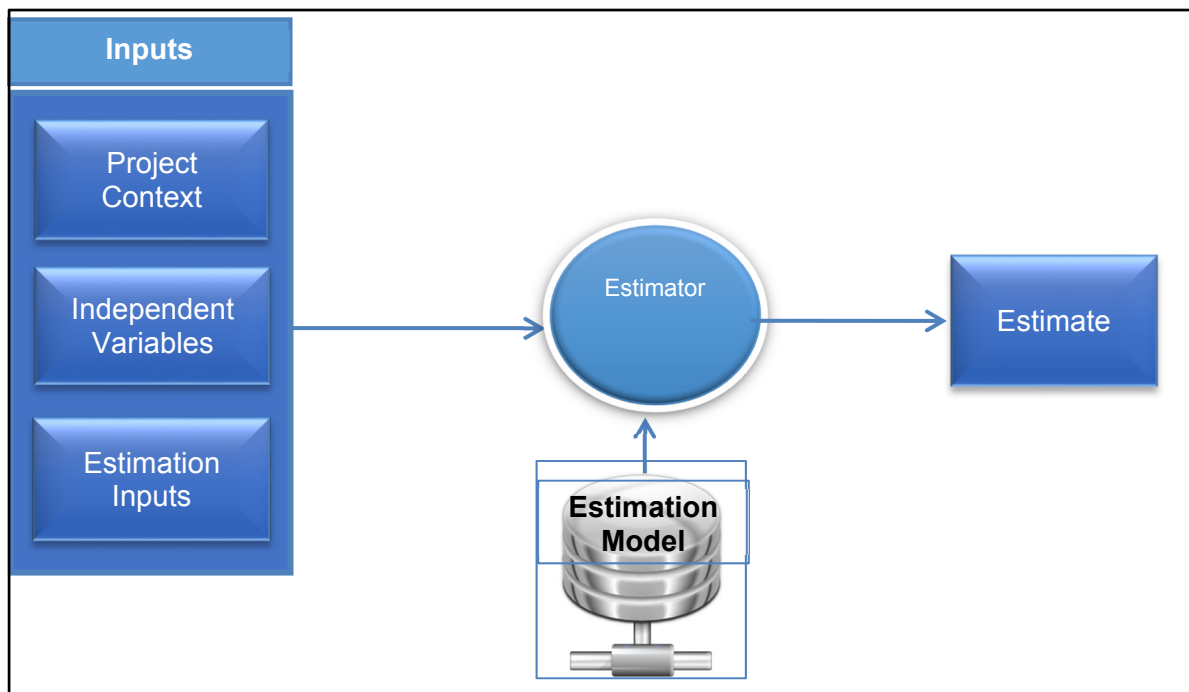 Inputs
Project
Context
Independent
Variables
Estimation
Inputs
Estimator
Estimation
Model
Estimate